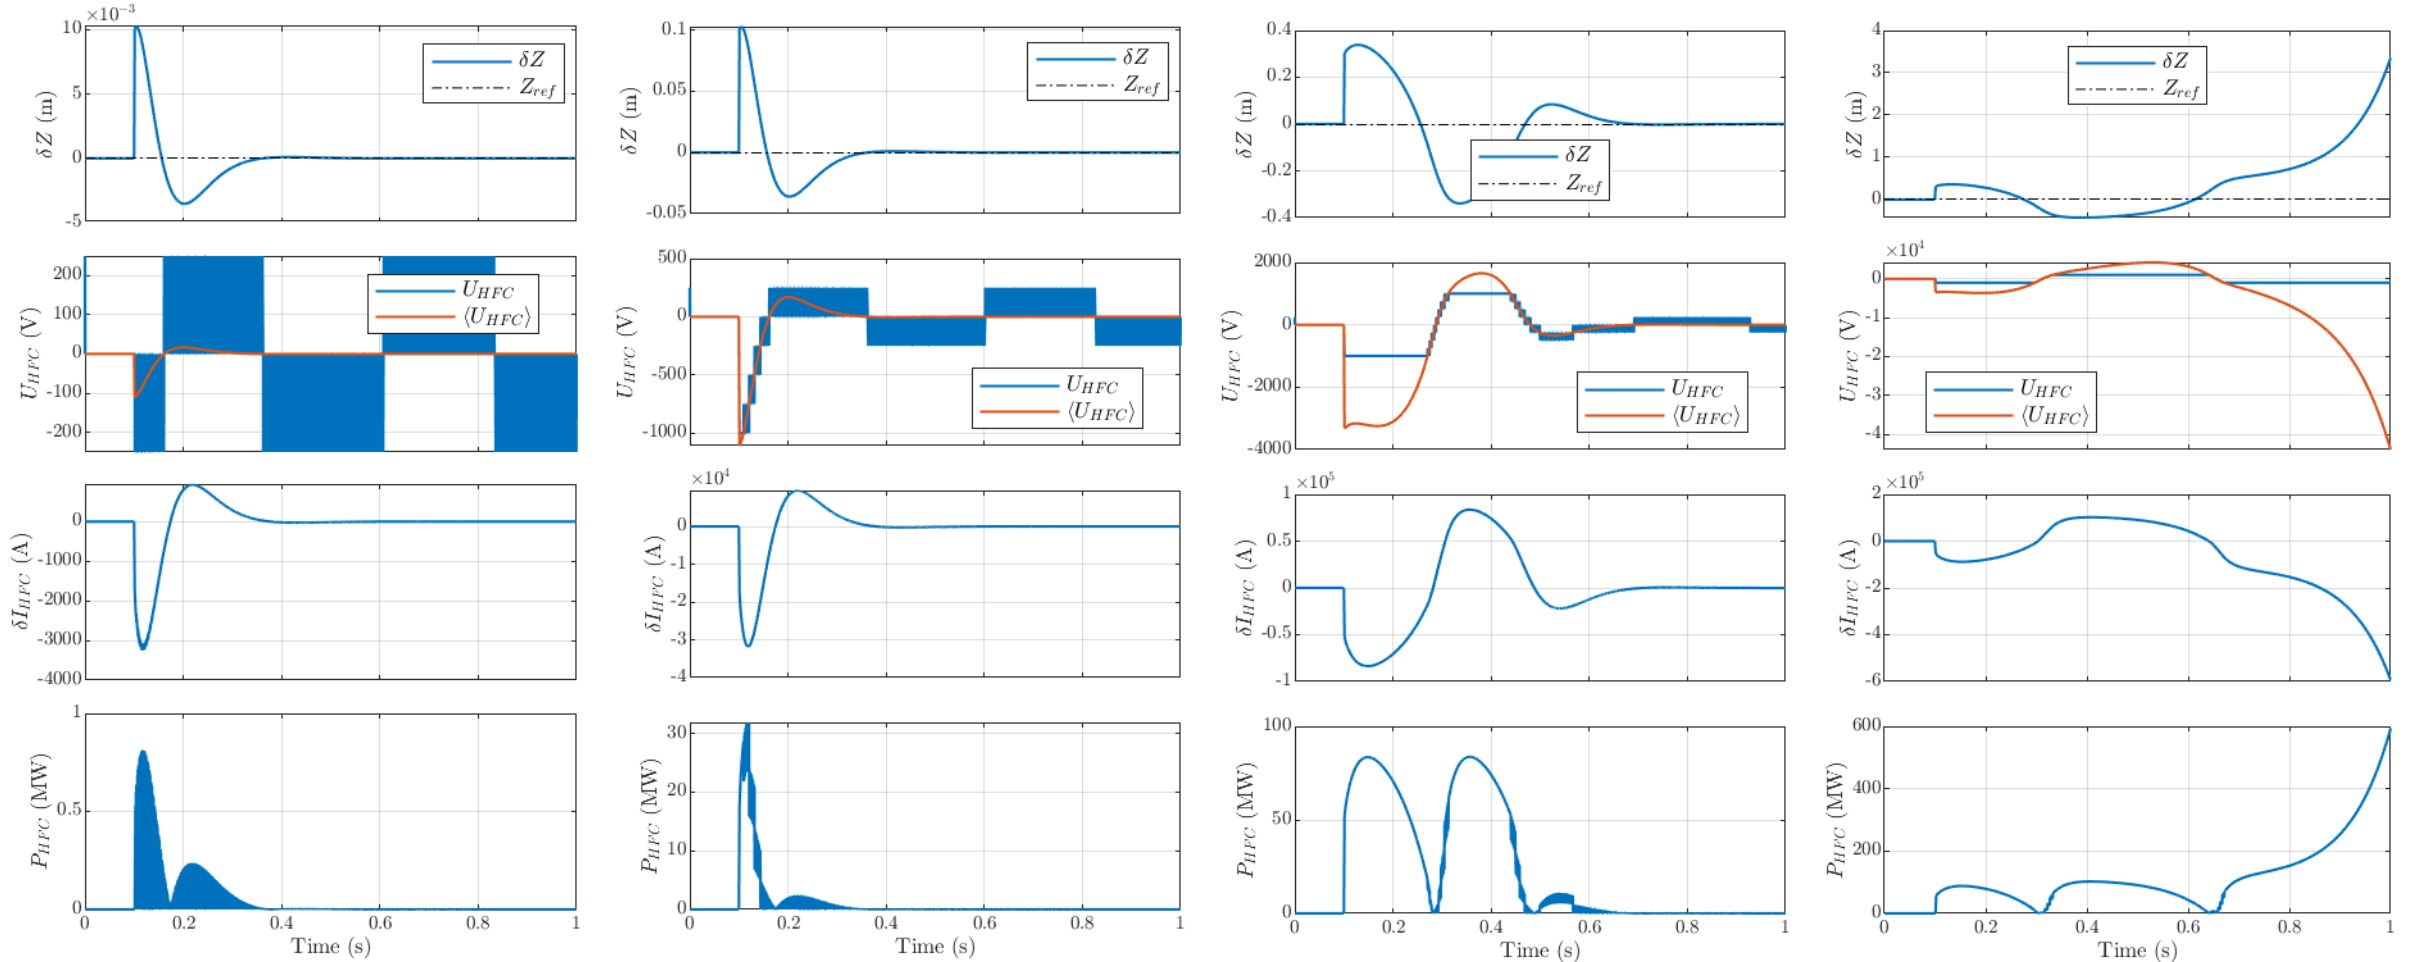 ×10⁻³
10
5
0
-5
δZ (m)
δZ
Z_ref
200
100
0
-100
-200
U_HFC (V)
U_HFC
⟨U_HFC⟩
0
-1000
-2000
-3000
-4000
δI_HFC (A)
1
0.5
0
P_HFC (MW)
0 0.2 0.4 0.6 0.8 1
Time (s)
0.1
0.05
0
-0.05
δZ (m)
δZ
Z_ref
500
0
-500
-1000
U_HFC (V)
U_HFC
⟨U_HFC⟩
×10⁴
0
-1
-2
-3
-4
δI_HFC (A)
30
20
10
0
P_HFC (MW)
0 0.2 0.4 0.6 0.8 1
Time (s)
0.4
0.2
0
-0.2
-0.4
δZ (m)
δZ
Z_ref
2000
0
-2000
-4000
U_HFC (V)
U_HFC
⟨U_HFC⟩
×10⁵
1
0.5
0
-0.5
-1
δI_HFC (A)
100
50
0
P_HFC (MW)
0 0.2 0.4 0.6 0.8 1
Time (s)
4
3
2
1
0
δZ (m)
δZ
Z_ref
×10⁴
0
-1
-2
-3
-4
U_HFC (V)
U_HFC
⟨U_HFC⟩
×10⁵
2
0
-2
-4
-6
δI_HFC (A)
600
400
200
0
P_HFC (MW)
0 0.2 0.4 0.6 0.8 1
Time (s)